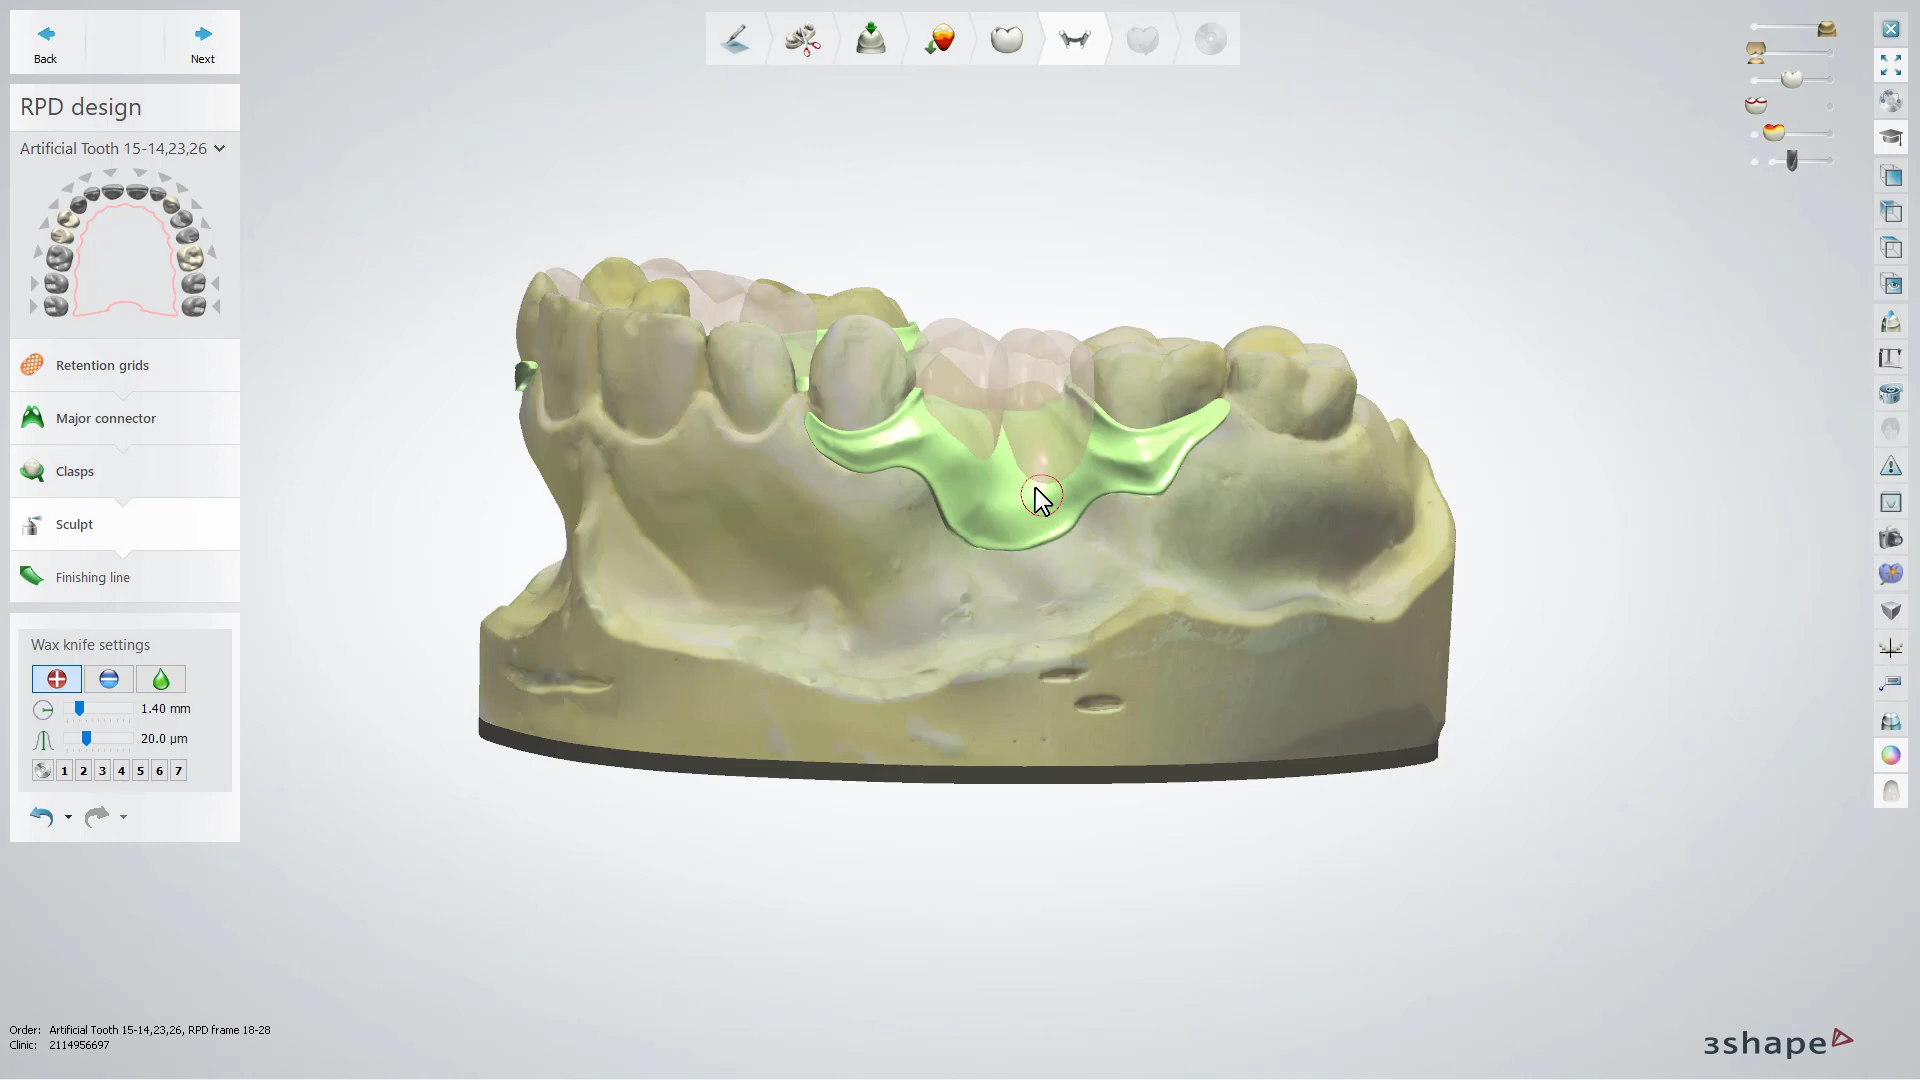 Back
Next
RPD design
Artificial Tooth 15-14,23,26
Retention grids
Major connector
Clasps
Sculpt
Finishing line
Wax knife settings
1.40 mm
20.0 µm
1 2 3 4 5 6 7
Order: Artificial Tooth 15-14,23,26, RPD frame 18-28
Clinic: 2114956697
3shape